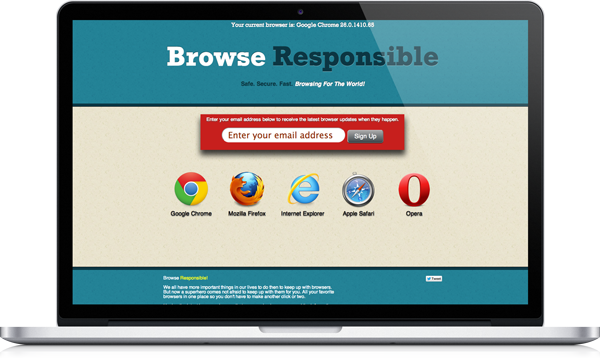 Your current browser is: Google Chrome 26.0.1410.65
Browse Responsible
Safe. Secure. Fast. Browsing For The World!
Enter your email address below to receive the latest browser updates when they happen.
Enter your email address
Sign Up
Google Chrome
Mozilla Firefox
Internet Explorer
Apple Safari
Opera
Browse Responsible!
Tweet
We all have more important things in our lives to do then to keep up with browsers.
But now a superhero comes not afraid to keep up with them for you. All your favorite
browsers in one place so you don't have to make another click or two.